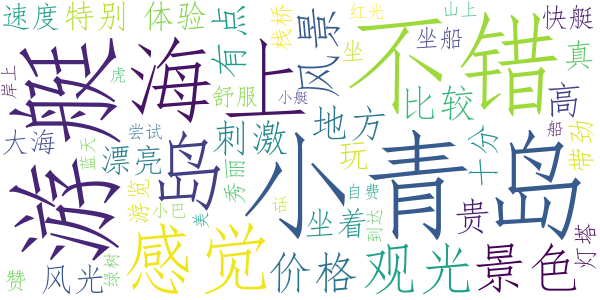 速度
特别
体验
有点
栈桥
风景
红光
山上
坐
坐船
不错
快艇
真
岸上
游艇
虎
海上
舒服
小艇
比较
高
大海
蓝天
尝试
漂亮
刺激
地方
玩
十分
船
带劲
岛
小青岛
秀丽
游览
小巴
美
话
自费
坐着
到达
贵
灯塔
赞
风光
绿树
感觉
价格
观光
景色